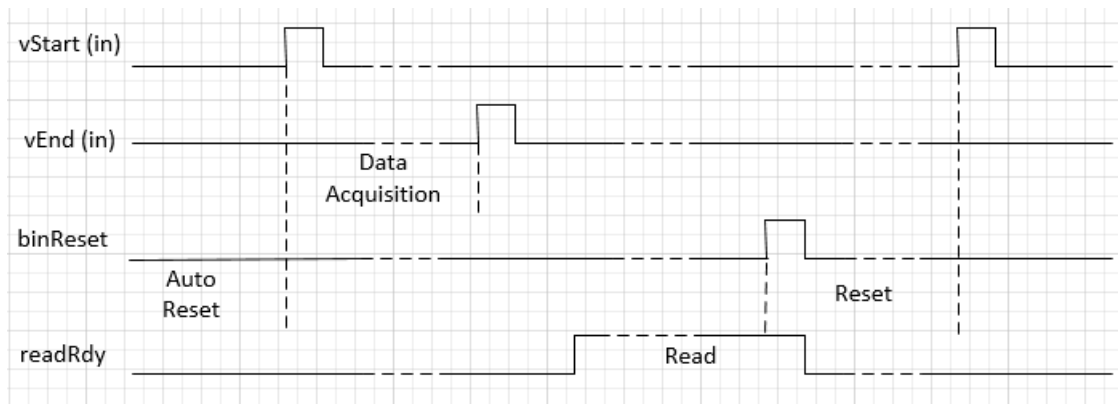 vStart (in)
vEnd (in)
Data
Acquisition
binReset
Auto
Reset
Reset
readRdy
Read